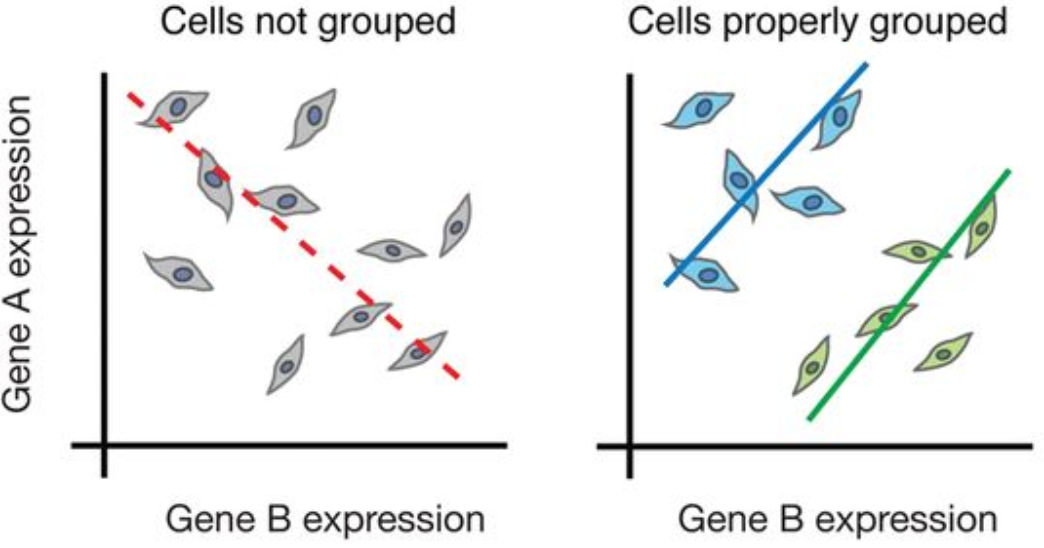 Cells not grouped
Cells properly grouped
Gene A expression
Gene B expression
Gene B expression